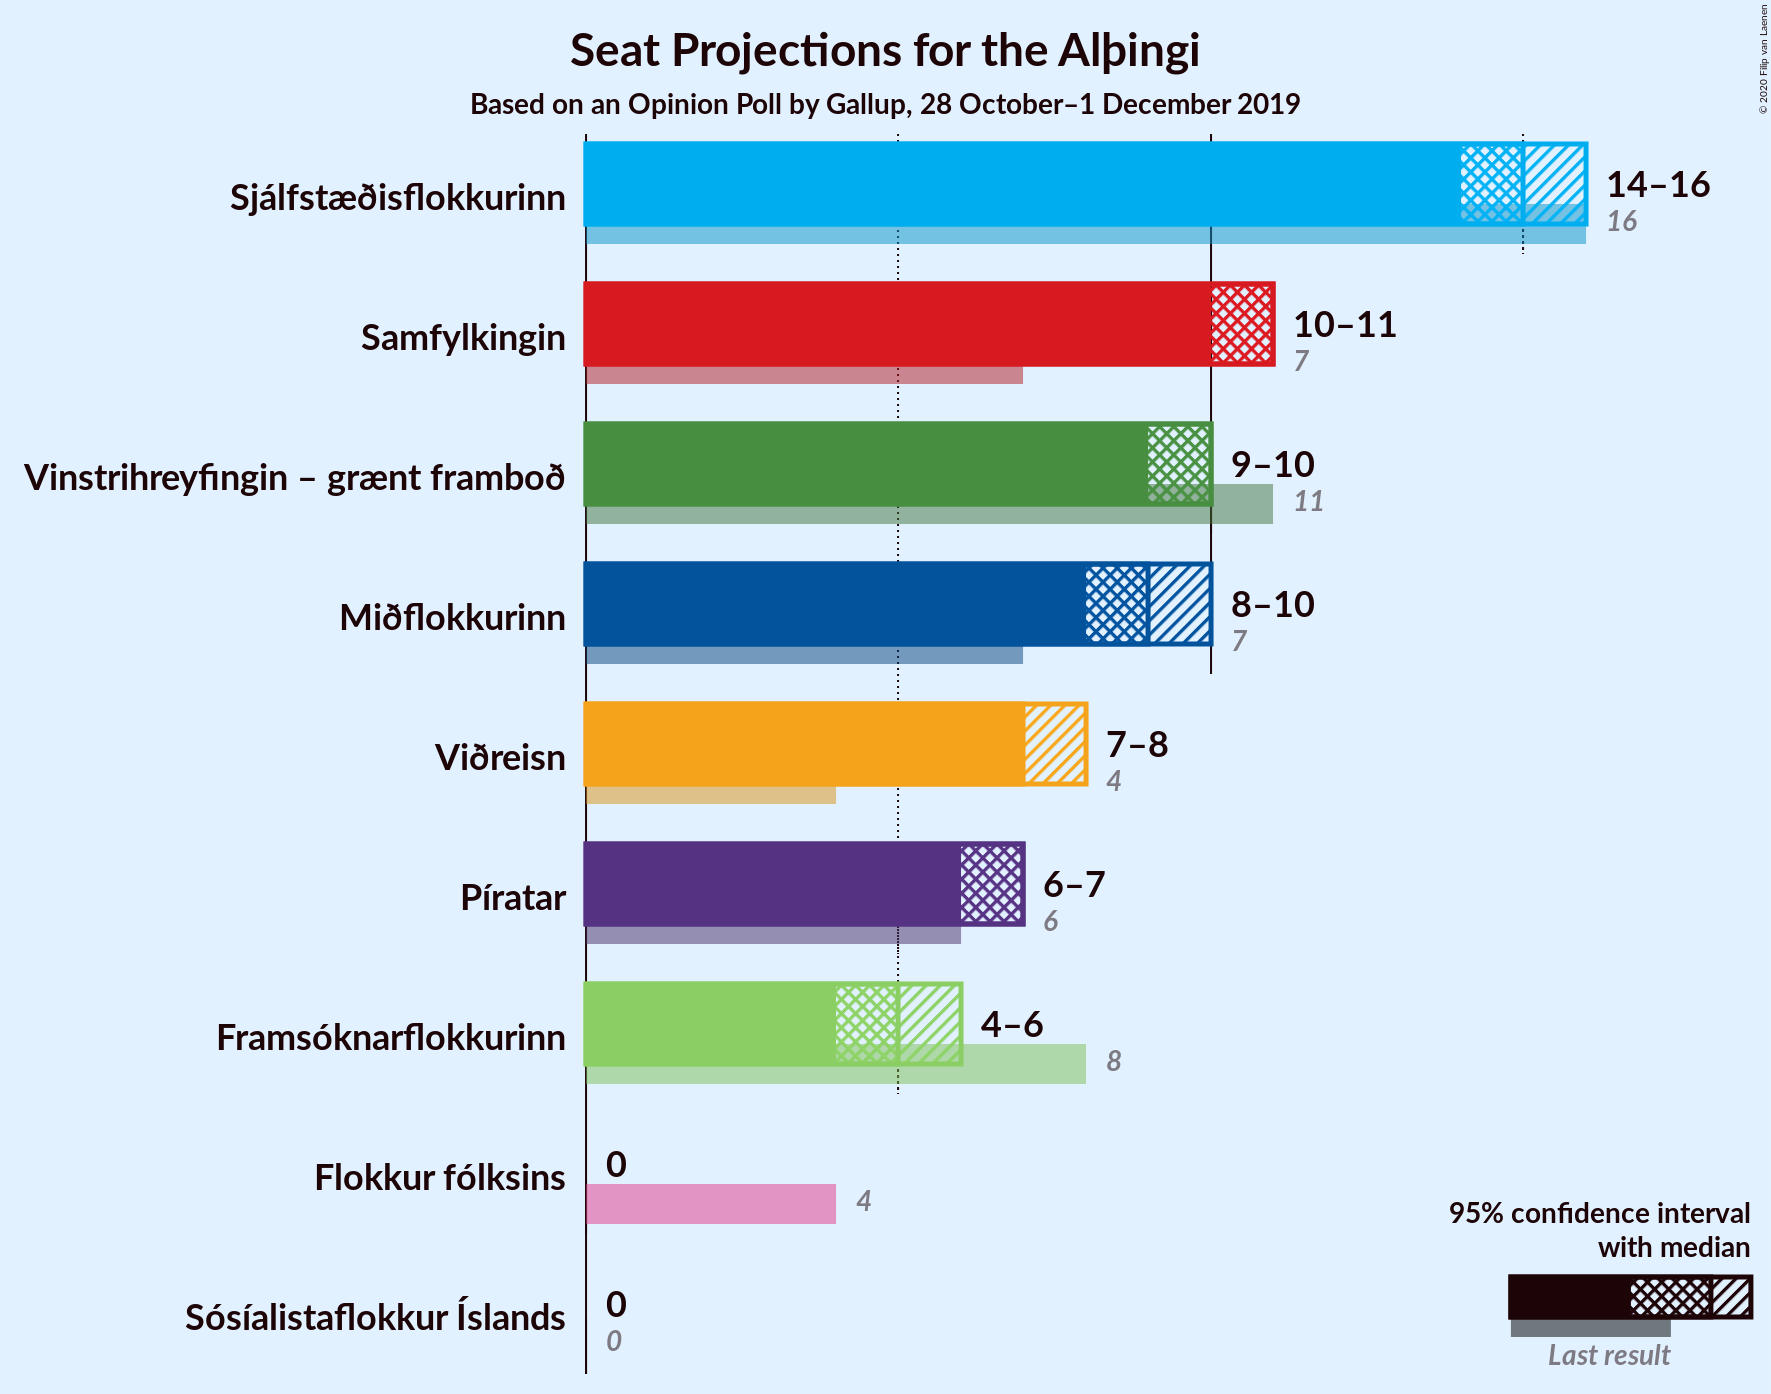 Seat Projections for the Alþingi
Based on an Opinion Poll by Gallup, 28 October–1 December 2019
© 2020 Filip van Laenen
Sjálfstæðisflokkurinn
14–16
16
Samfylkingin
10–11
7
Vinstrihreyfingin – grænt framboð
9–10
11
Miðflokkurinn
8–10
7
Viðreisn
7–8
4
Píratar
6–7
6
Framsóknarflokkurinn
4–6
8
Flokkur fólksins
0
4
Sósíalistaflokkur Íslands
0
0
95% confidence interval
with median
Last result